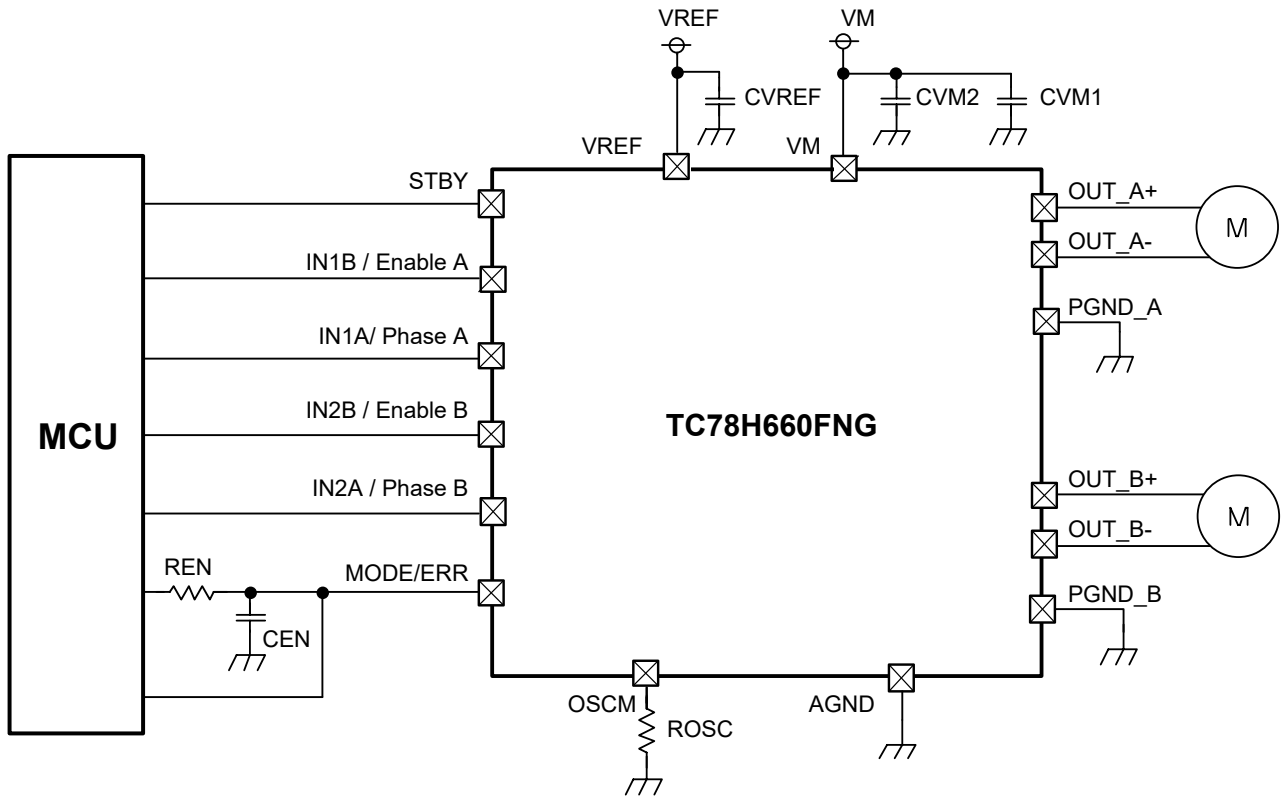 VREF
VM
CVREF
CVM2
CVM1
VREF
VM
STBY
OUT_A+
M
OUT_A-
IN1B / Enable A
PGND_A
IN1A/ Phase A
IN2B / Enable B
MCU
TC78H660FNG
OUT_B+
IN2A / Phase B
M
OUT_B-
REN
MODE/ERR
PGND_B
CEN
OSCM
AGND
ROSC